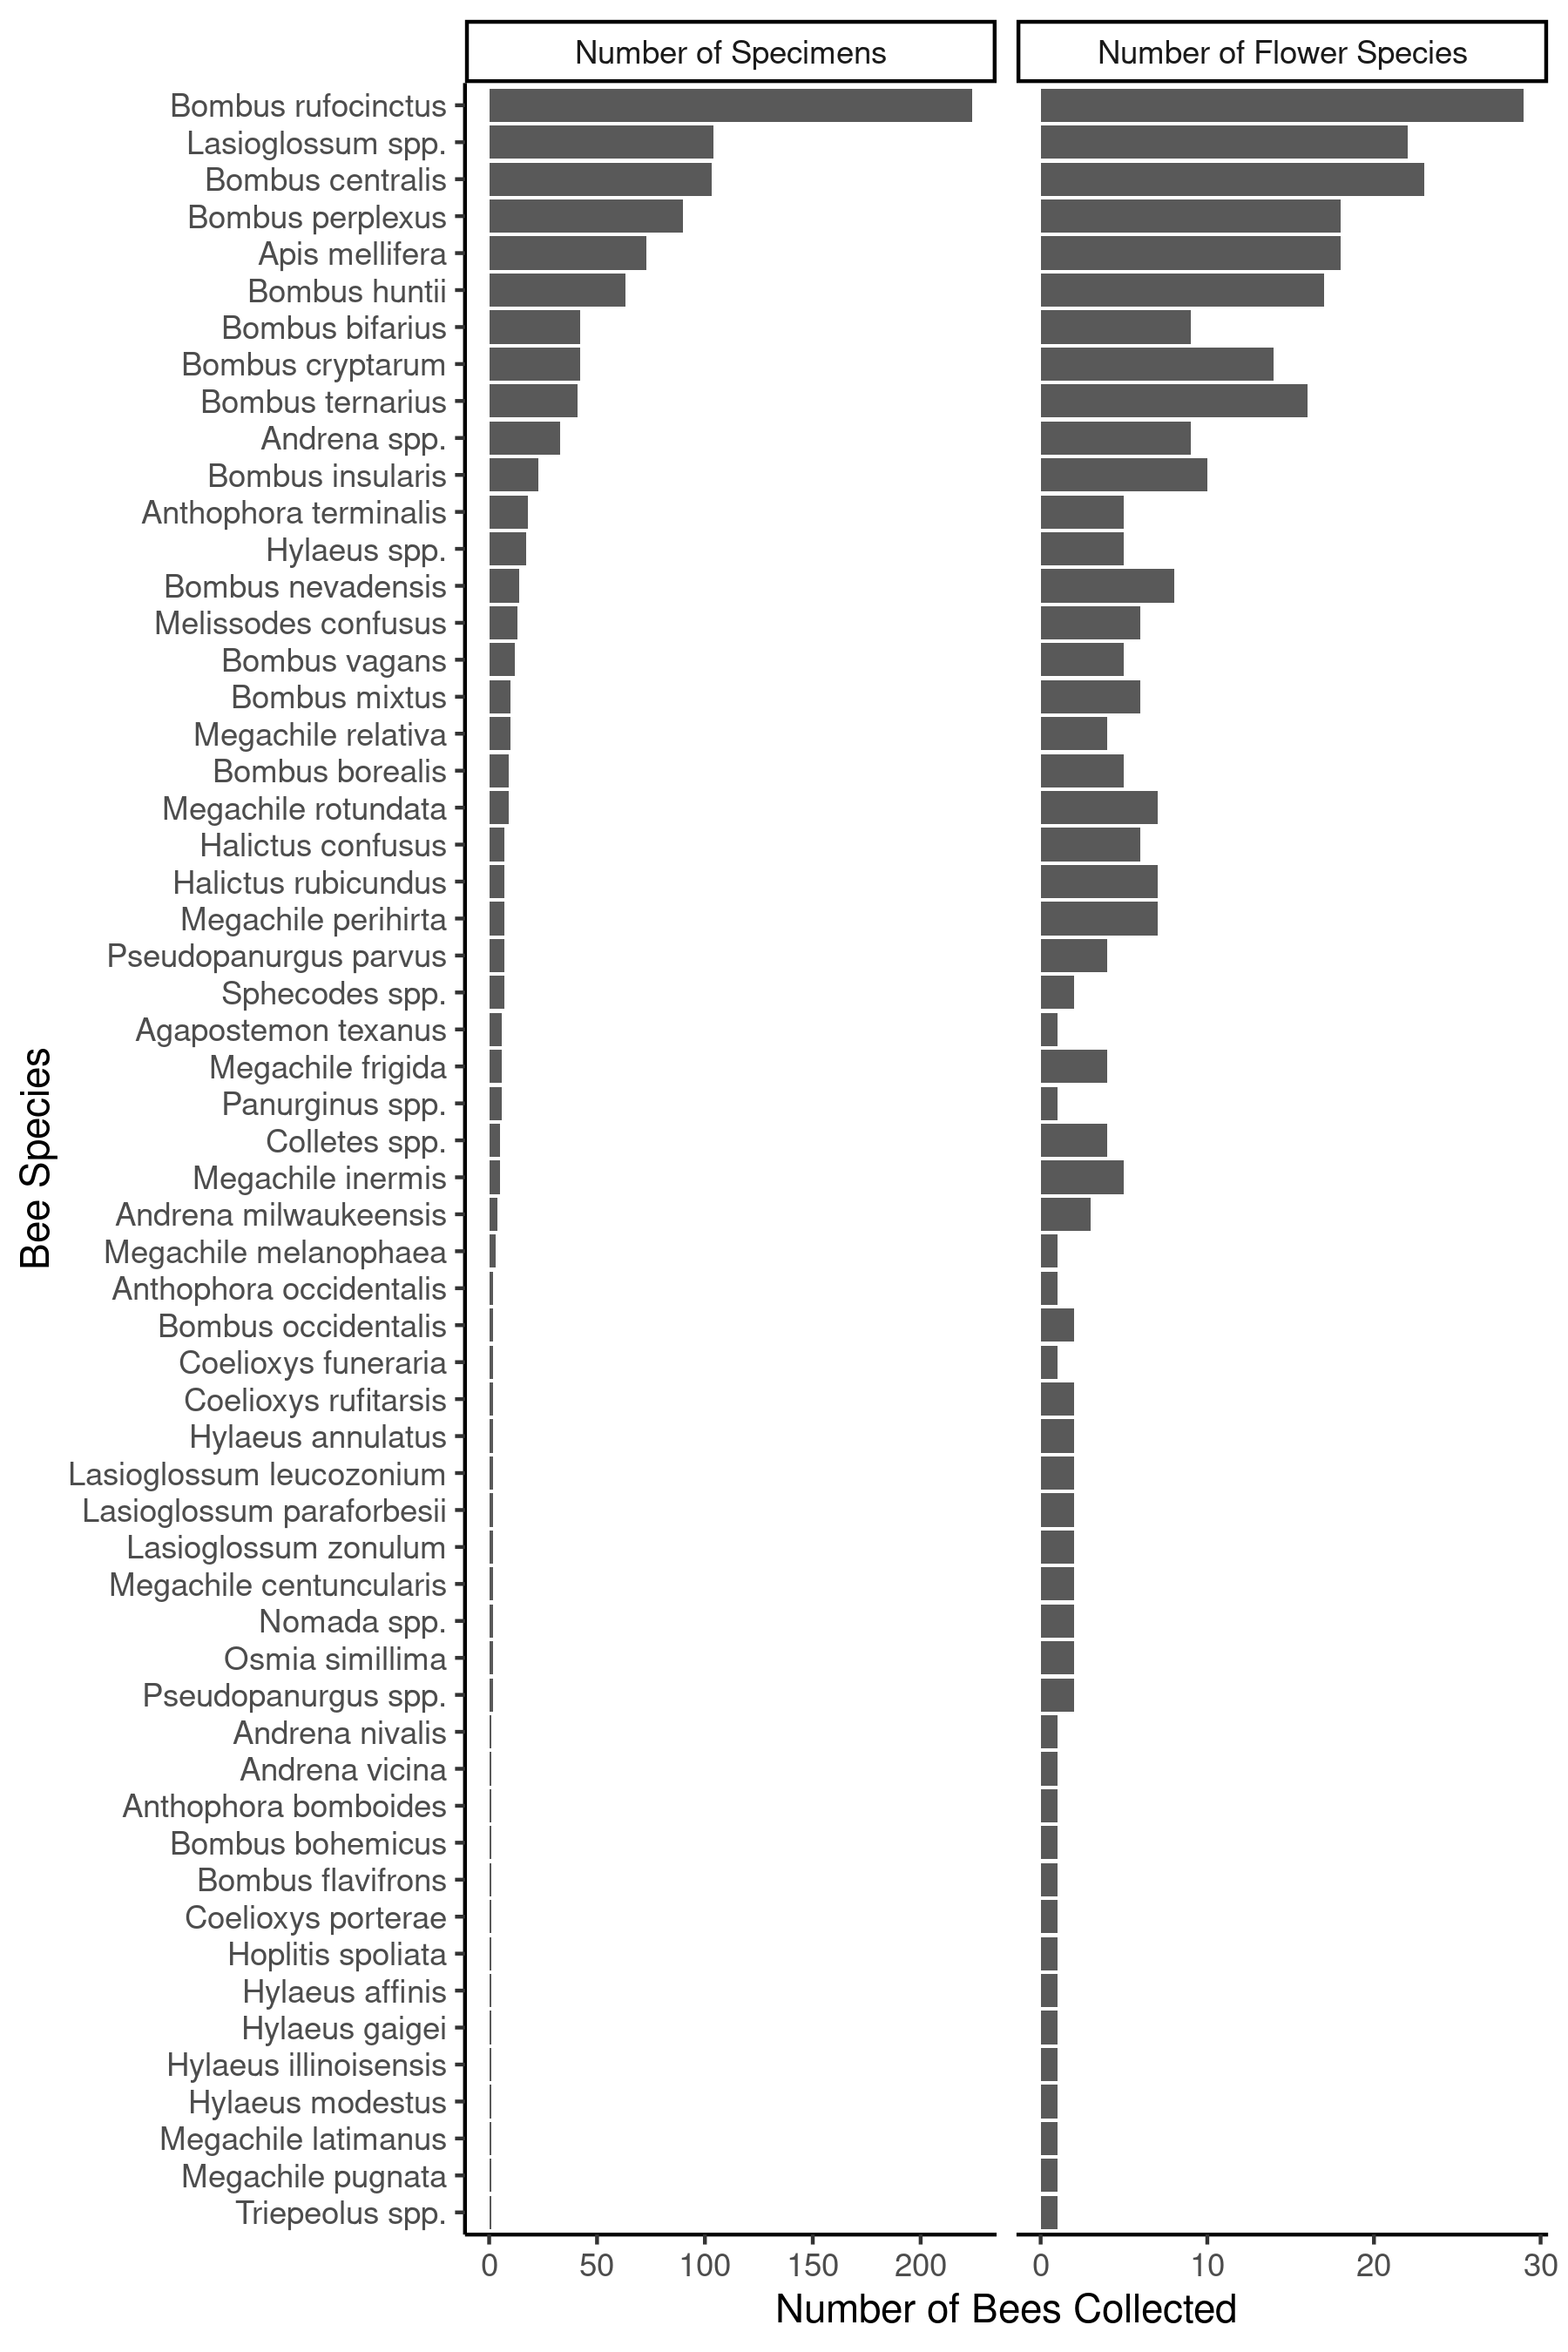 Number of Specimens
Number of Flower Species
Bombus rufocinctus
Lasioglossum spp.
Bombus centralis
Bombus perplexus
Apis mellifera
Bombus huntii
Bombus bifarius
Bombus cryptarum
Bombus ternarius
Andrena spp.
Bombus insularis
Anthophora terminalis
Hylaeus spp.
Bombus nevadensis
Melissodes confusus
Bombus vagans
Bombus mixtus
Megachile relativa
Bombus borealis
Megachile rotundata
Halictus confusus
Halictus rubicundus
Megachile perihirta
Pseudopanurgus parvus
Sphecodes spp.
Agapostemon texanus
Megachile frigida
Panurginus spp.
Colletes spp.
Megachile inermis
Andrena milwaukeensis
Megachile melanophaea
Anthophora occidentalis
Bombus occidentalis
Coelioxys funeraria
Coelioxys rufitarsis
Hylaeus annulatus
Lasioglossum leucozonium
Lasioglossum paraforbesii
Lasioglossum zonulum
Megachile centuncularis
Nomada spp.
Osmia simillima
Pseudopanurgus spp.
Andrena nivalis
Andrena vicina
Anthophora bomboides
Bombus bohemicus
Bombus flavifrons
Coelioxys porterae
Hoplitis spoliata
Hylaeus affinis
Hylaeus gaigei
Hylaeus illinoisensis
Hylaeus modestus
Megachile latimanus
Megachile pugnata
Triepeolus spp.
Bee Species
0 50 100 150 200
0 10 20 30
Number of Bees Collected